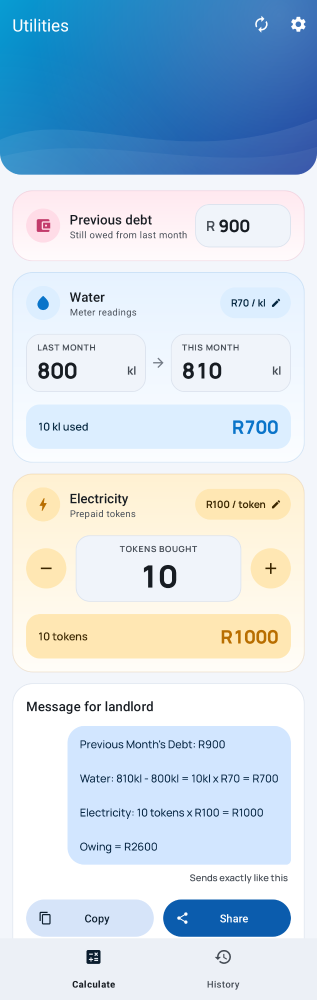 Utilities
Previous debt
Still owed from last month
R 900
Water
Meter readings
R70 / kl
LAST MONTH
800 kl
THIS MONTH
810 kl
10 kl used
R700
Electricity
Prepaid tokens
R100 / token
−
TOKENS BOUGHT
10
+
10 tokens
R1000
Message for landlord
Previous Month's Debt: R900
Water: 810kl - 800kl = 10kl x R70 = R700
Electricity: 10 tokens x R100 = R1000
Owing = R2600
Sends exactly like this
Copy
Share
Calculate
History